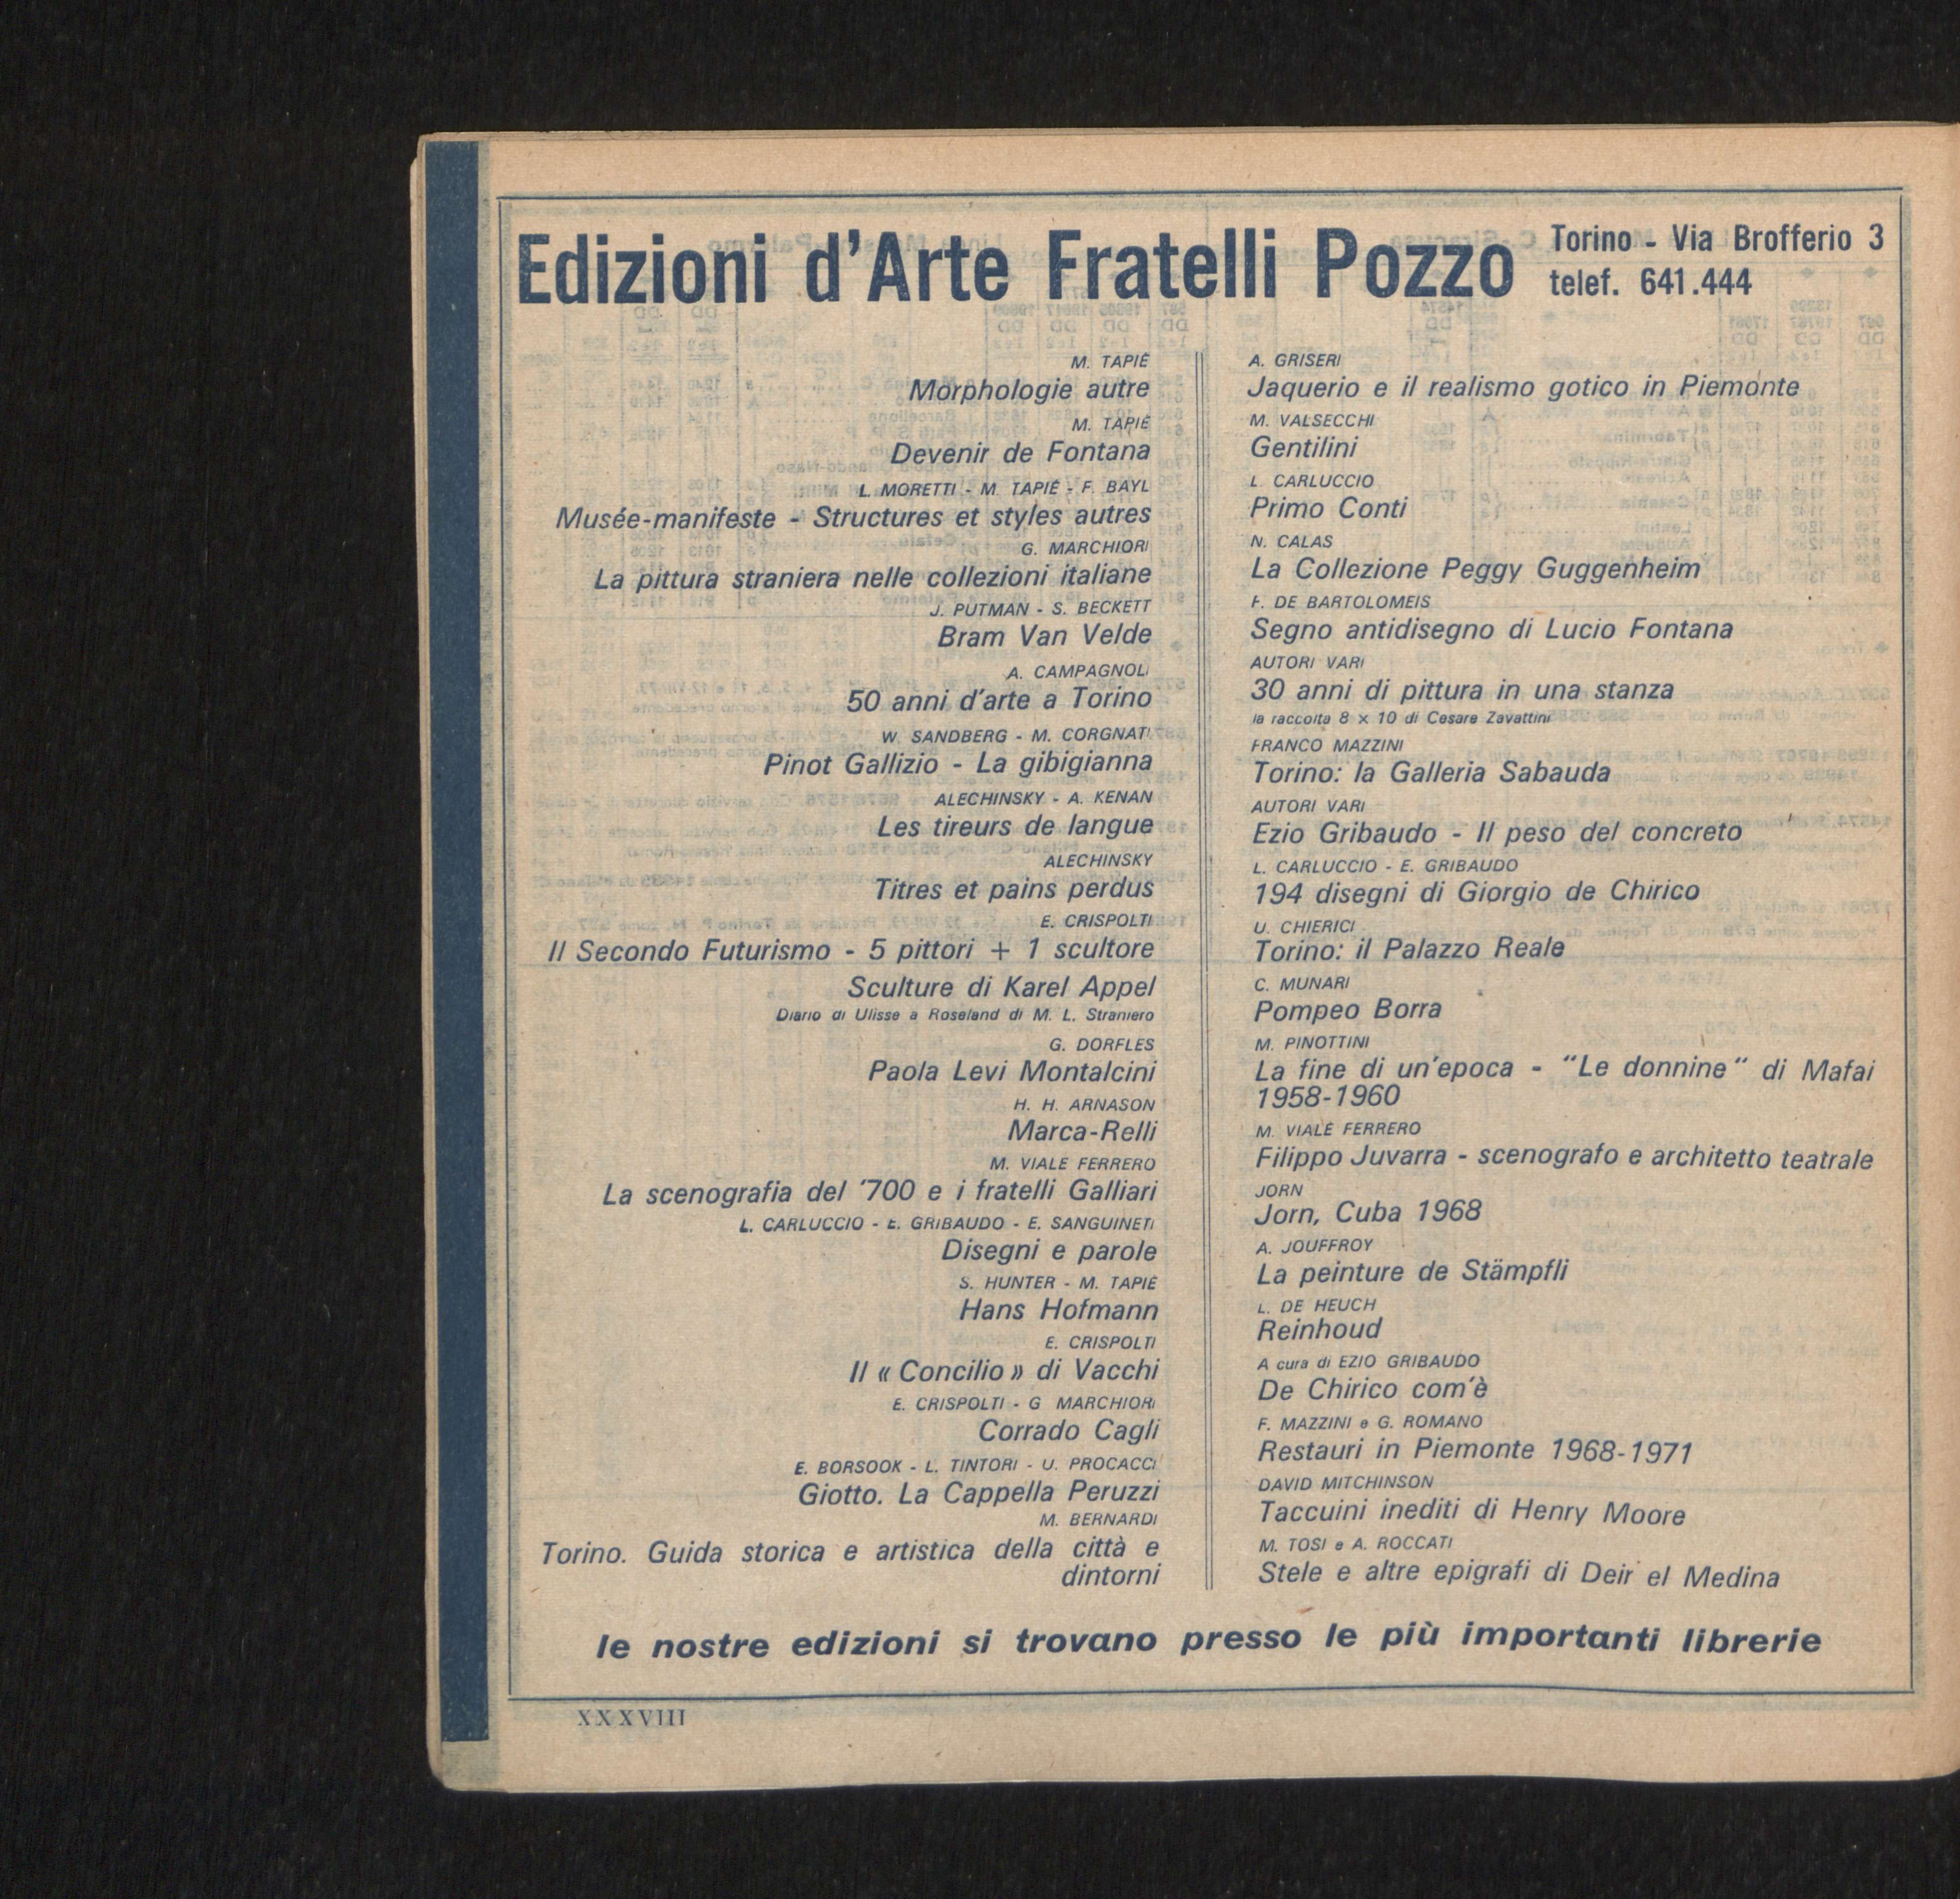 Edizioni d'Arte Fratelli Pozzo
Torino - Via Brofferio 3
telef. 641.444
M. TAPIÉ
Morphologie autre
M. TAPIÉ
Devenir de Fontana
L. MORETTI - M. TAPIÉ - F. BAYL
Musée-manifeste - Structures et styles autres
G. MARCHIORI
La pittura straniera nelle collezioni italiane
J. PUTMAN - S. BECKETT
Bram Van Velde
A. CAMPAGNOLI
50 anni d'arte a Torino
W. SANDBERG - M. CORGNATI
Pinot Gallizio - La gibigianna
ALECHINSKY - A. KENAN
Les tireurs de langue
ALECHINSKY
Titres et pains perdus
E. CRISPOLTI
Il Secondo Futurismo - 5 pittori + 1 scultore
Sculture di Karel Appel
Diario di Ulisse a Roseland di M. L. Straniero
G. DORFLES
Paola Levi Montalcini
H. H. ARNASON
Marca-Relli
M. VIALE FERRERO
La scenografia del '700 e i fratelli Galliari
L. CARLUCCIO - E. GRIBAUDO - E. SANGUINETI
Disegni e parole
S. HUNTER - M. TAPIÉ
Hans Hofmann
E. CRISPOLTI
Il « Concilio » di Vacchi
E. CRISPOLTI - G MARCHIORI
Corrado Cagli
E. BORSOOK - L. TINTORI - U. PROCACCI
Giotto. La Cappella Peruzzi
M. BERNARDI
Torino. Guida storica e artistica della città e
dintorni
A. GRISERI
Jaquerio e il realismo gotico in Piemonte
M. VALSECCHI
Gentilini
L. CARLUCCIO
Primo Conti
N. CALAS
La Collezione Peggy Guggenheim
F. DE BARTOLOMEIS
Segno antidisegno di Lucio Fontana
AUTORI VARI
30 anni di pittura in una stanza
la raccolta 8 x 10 di Cesare Zavattini
FRANCO MAZZINI
Torino: la Galleria Sabauda
AUTORI VARI
Ezio Gribaudo - Il peso del concreto
L. CARLUCCIO - E. GRIBAUDO
194 disegni di Giorgio de Chirico
U. CHIERICI
Torino: il Palazzo Reale
C. MUNARI
Pompeo Borra
M. PINOTTINI
La fine di un'epoca - "Le donnine" di Mafai
1958-1960
M. VIALE FERRERO
Filippo Juvarra - scenografo e architetto teatrale
JORN
Jorn, Cuba 1968
A. JOUFFROY
La peinture de Stämpfli
L. DE HEUCH
Reinhoud
A cura di EZIO GRIBAUDO
De Chirico com'è
F. MAZZINI e G. ROMANO
Restauri in Piemonte 1968-1971
DAVID MITCHINSON
Taccuini inediti di Henry Moore
M. TOSI e A. ROCCATI
Stele e altre epigrafi di Deir el Medina
le nostre edizioni si trovano presso le più importanti librerie
XXXVIII